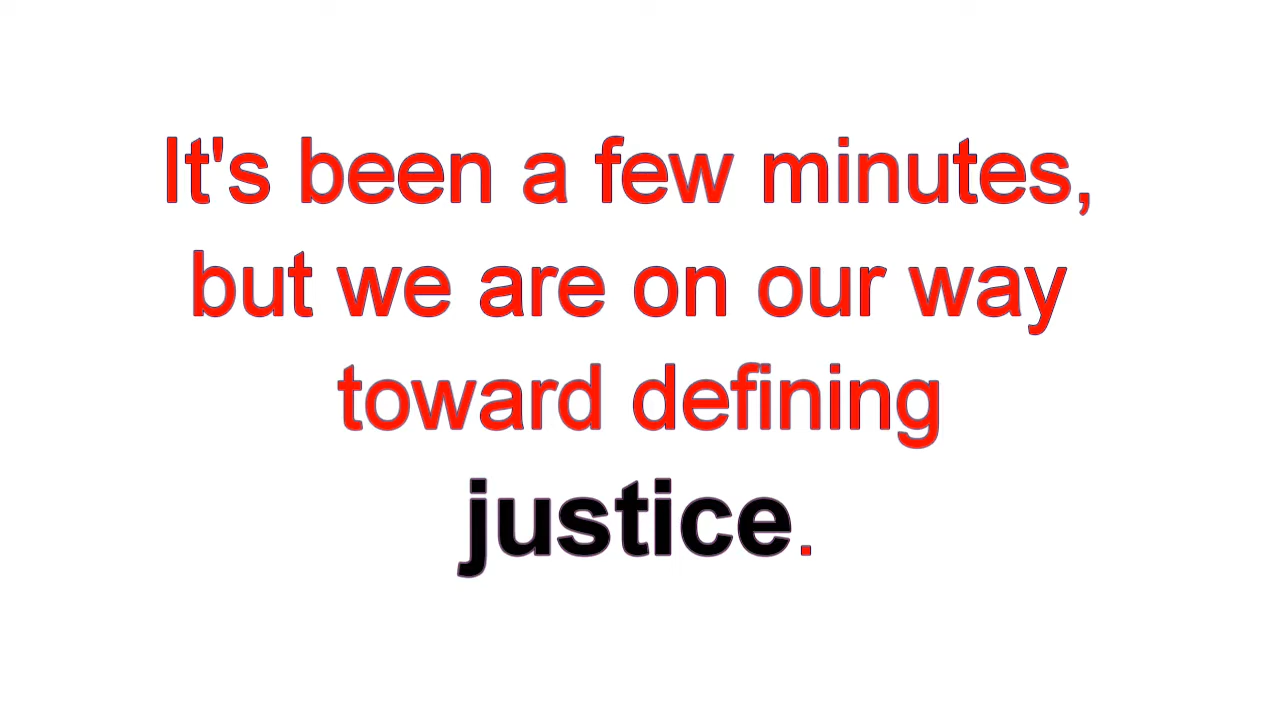 It's been a few minutes,
but we are on our way
toward defining
justice.